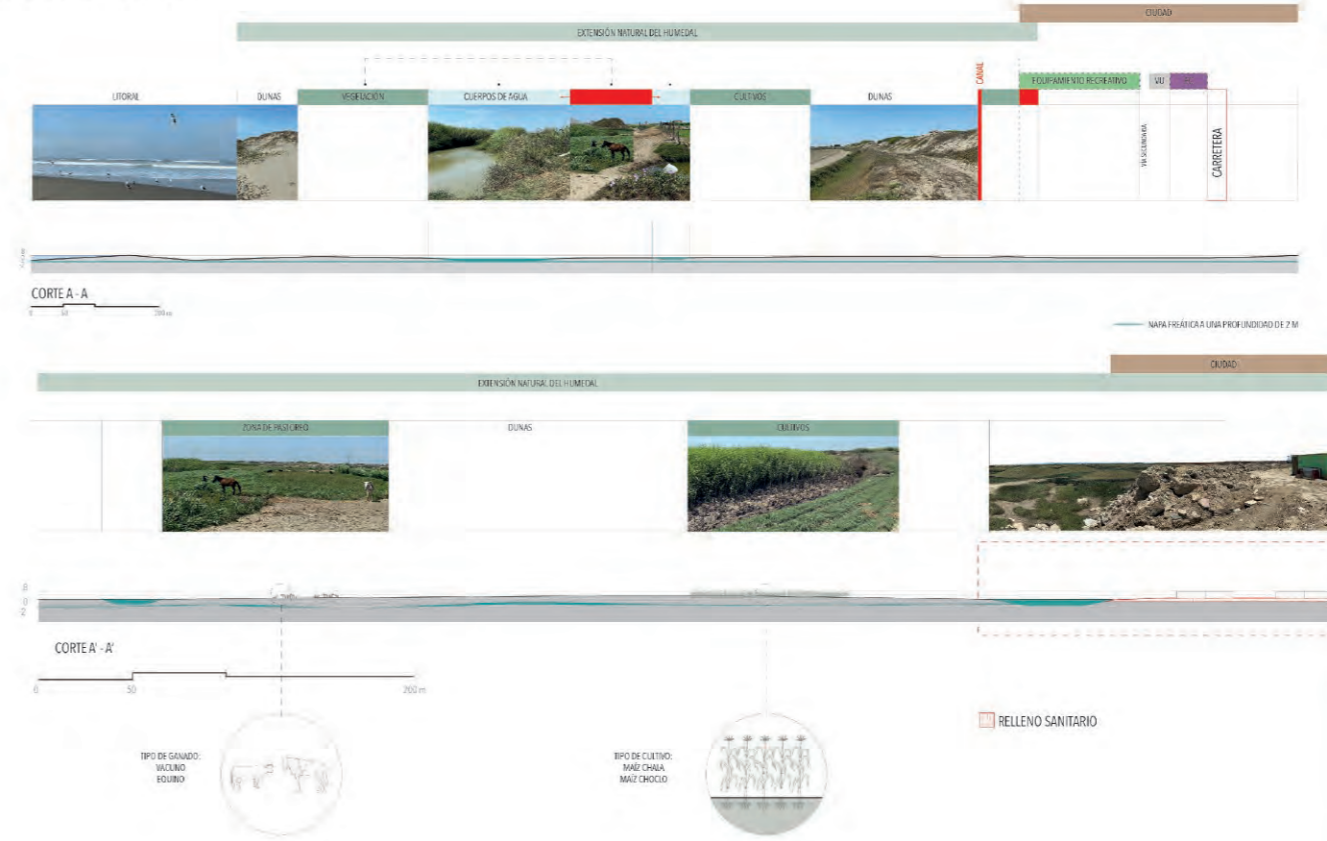 CIUDAD
EXTENSIÓN NATURAL DEL HUMEDAL
CANAL
EQUIPAMIENTO RECREATIVO
VU
LITORAL
DUNAS
VEGETACIÓN
CUERPOS DE AGUA
CULTIVOS
DUNAS
VÍA SECUNDARIA
CARRETERA
CORTE A - A
0 50 200 m
NAPA FREÁTICA A UNA PROFUNDIDAD DE 2 M
CIUDAD
EXTENSIÓN NATURAL DEL HUMEDAL
ZONA DE PASTOREO
DUNAS
CULTIVOS
8
0
2
CORTE A' - A'
0 50 200 m
RELLENO SANITARIO
TIPO DE GANADO:
VACUNO
EQUINO
TIPO DE CULTIVO:
MAÍZ CHALA
MAÍZ CHOCLO